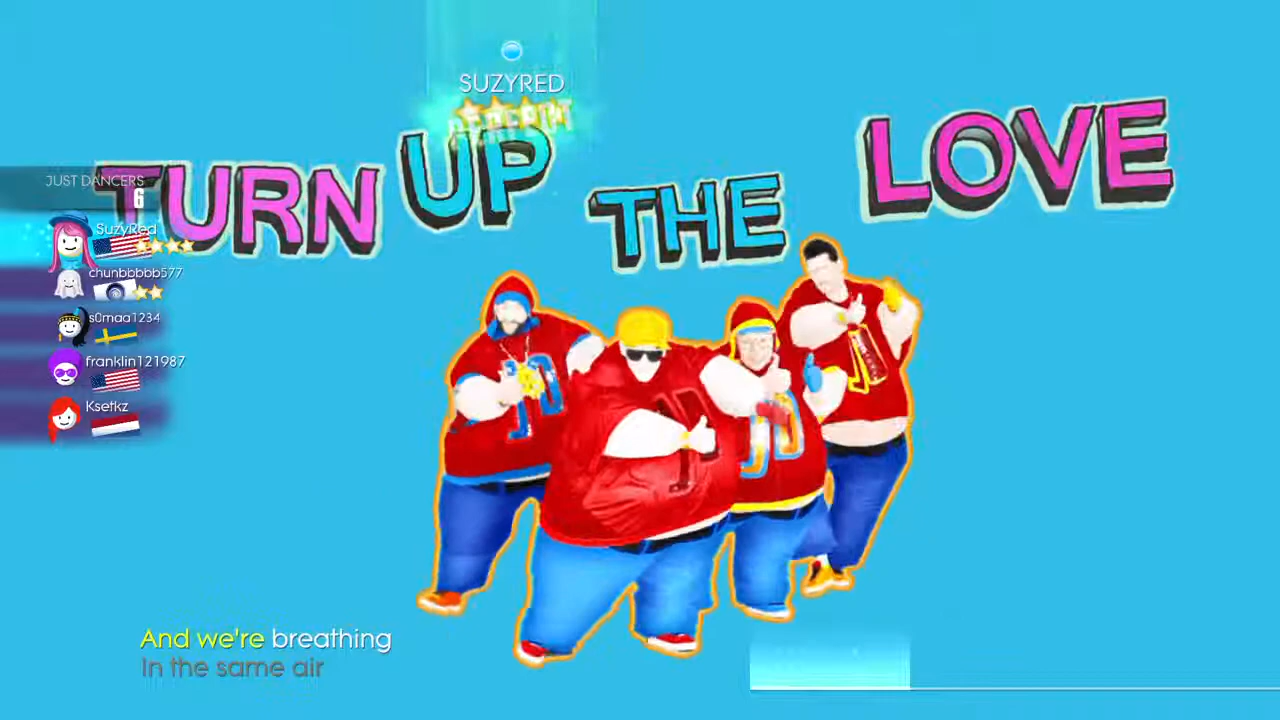 SUZYRED
PERFECT
TURN UP THE LOVE
JUST DANCERS
6
SuzyRed
chunbbbbb577
s0maa1234
franklin121987
Ksetkz
And we're breathing
In the same air